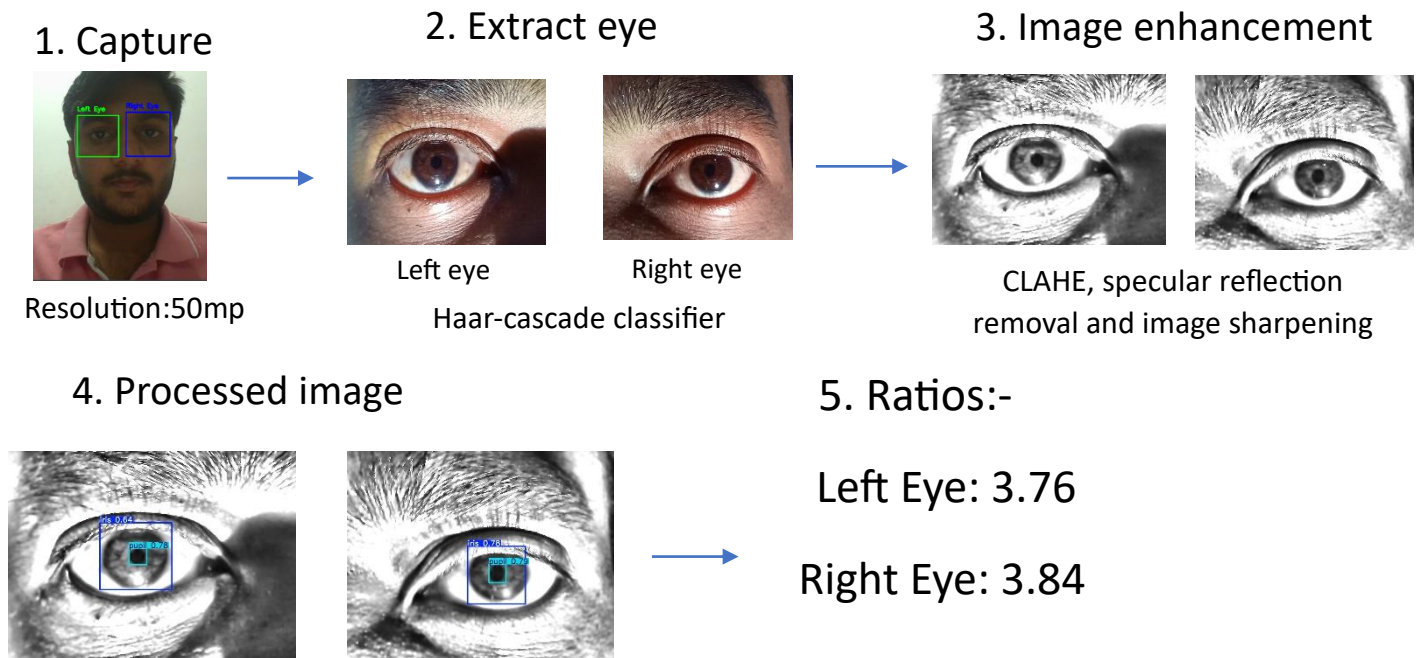 1. Capture
2. Extract eye
3. Image enhancement
Left Eye
Right Eye
Resolution:50mp
Left eye
Right eye
Haar-cascade classifier
CLAHE, specular reflection
removal and image sharpening
4. Processed image
5. Ratios:-
iris 0.64
pupil 0.78
iris 0.78
pupil 0.79
Left Eye: 3.76
Right Eye: 3.84